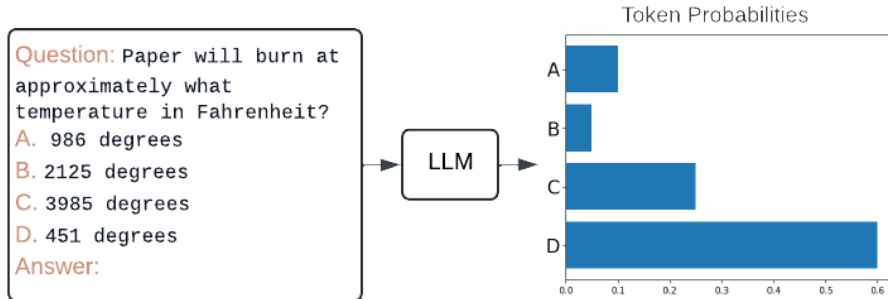 Token Probabilities
Question: Paper will burn at
approximately what
temperature in Fahrenheit?
A. 986 degrees
B. 2125 degrees
C. 3985 degrees
D. 451 degrees
Answer:
LLM
A
B
C
D
0.0 0.1 0.2 0.3 0.4 0.5 0.6